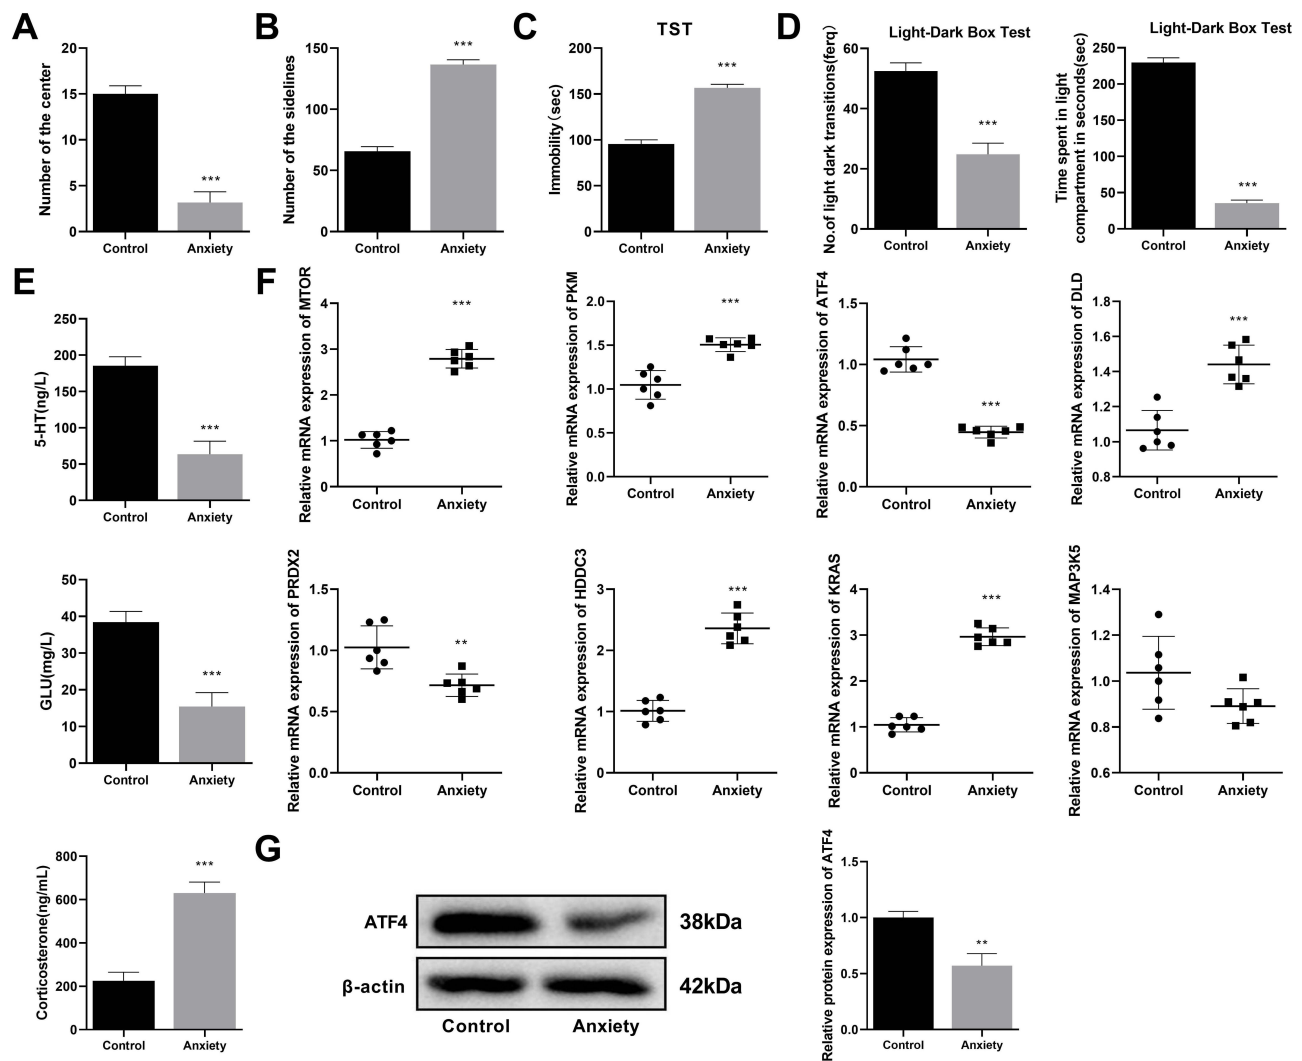 A
Number of the center
20
15
10
5
0
***
Control
Anxiety
B
Number of the sidelines
150
100
50
0
***
Control
Anxiety
C
TST
Immobility(sec)
200
150
100
50
0
***
Control
Anxiety
D
Light-Dark Box Test
No.of light dark transitions(ferq)
60
40
20
0
***
Control
Anxiety
Light-Dark Box Test
Time spent in light
compartment in seconds(sec)
250
200
150
100
50
0
***
Control
Anxiety
E
5-HT(ng/L)
250
200
150
100
50
0
***
Control
Anxiety
F
Relative mRNA expression of MTOR
4
3
2
1
0
***
Control
Anxiety
Relative mRNA expression of PKM
2.0
1.5
1.0
0.5
0.0
***
Control
Anxiety
Relative mRNA expression of ATF4
1.5
1.0
0.5
0.0
***
Control
Anxiety
Relative mRNA expression of DLD
1.8
1.6
1.4
1.2
1.0
0.8
***
Control
Anxiety
GLU(mg/L)
50
40
30
20
10
0
***
Control
Anxiety
Relative mRNA expression of PRDX2
1.5
1.0
0.5
0.0
**
Control
Anxiety
Relative mRNA expression of HDDC3
3
2
1
0
***
Control
Anxiety
Relative mRNA expression of KRAS
4
3
2
1
0
***
Control
Anxiety
Relative mRNA expression of MAP3K5
1.4
1.2
1.0
0.8
0.6
Control
Anxiety
Corticosterone(ng/mL)
800
600
400
200
0
***
Control
Anxiety
G
ATF4
38kDa
β-actin
42kDa
Control
Anxiety
Relative protein expression of ATF4
1.5
1.0
0.5
0.0
**
Control
Anxiety